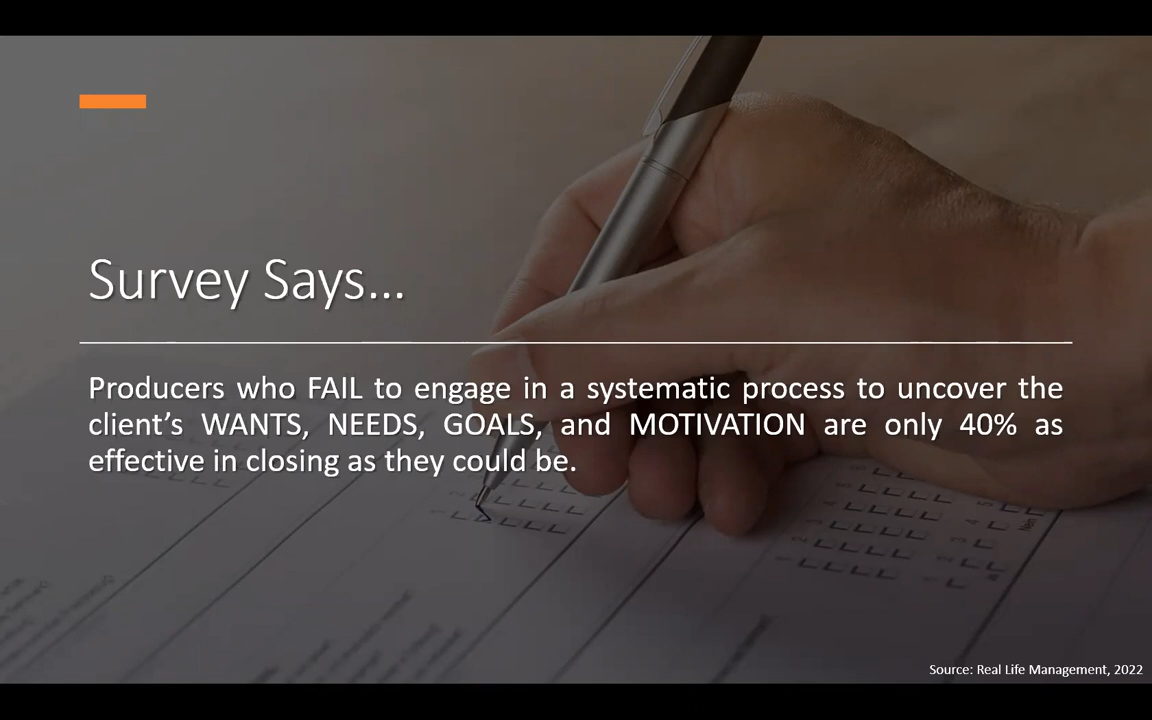 Survey Says...
Producers who FAIL to engage in a systematic process to uncover the
client’s WANTS, NEEDS, GOALS, and MOTIVATION are only 40% as
effective in closing as they could be.
Source: Real Life Management, 2022